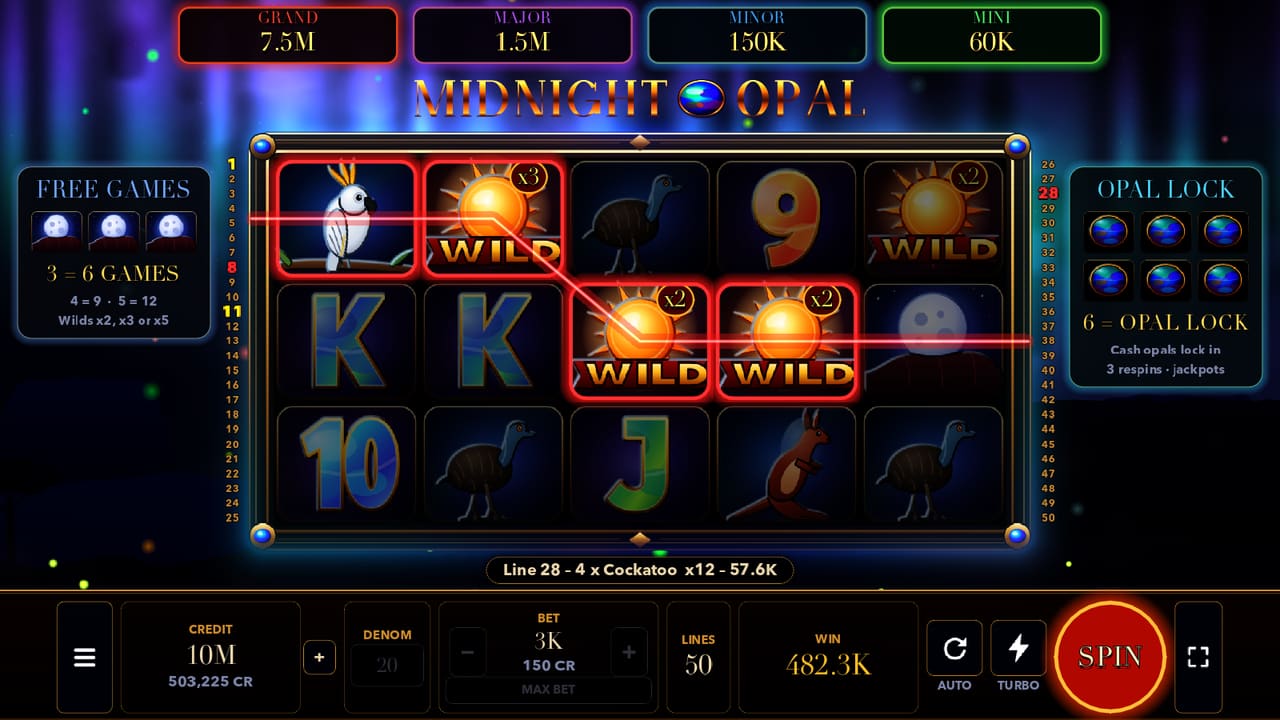 GRAND
7.5M
MAJOR
1.5M
MINOR
150K
MINI
60K
MIDNIGHT OPAL
FREE GAMES
3 = 6 GAMES
4 = 9 · 5 = 12
Wilds x2, x3 or x5
1
2
3
4
5
6
7
8
9
10
11
12
13
14
15
16
17
18
19
20
21
22
23
24
25
x3
WILD
9
x2
WILD
K
K
x2
WILD
x2
WILD
10
J
26
27
28
29
30
31
32
33
34
35
36
37
38
39
40
41
42
43
44
45
46
47
48
49
50
OPAL LOCK
6 = OPAL LOCK
Cash opals lock in
3 respins · jackpots
Line 28 - 4 x Cockatoo x12 - 57.6K
CREDIT
10M
503,225 CR
+
DENOM
20
BET
−
3K
+
150 CR
MAX BET
LINES
50
WIN
482.3K
AUTO
TURBO
SPIN